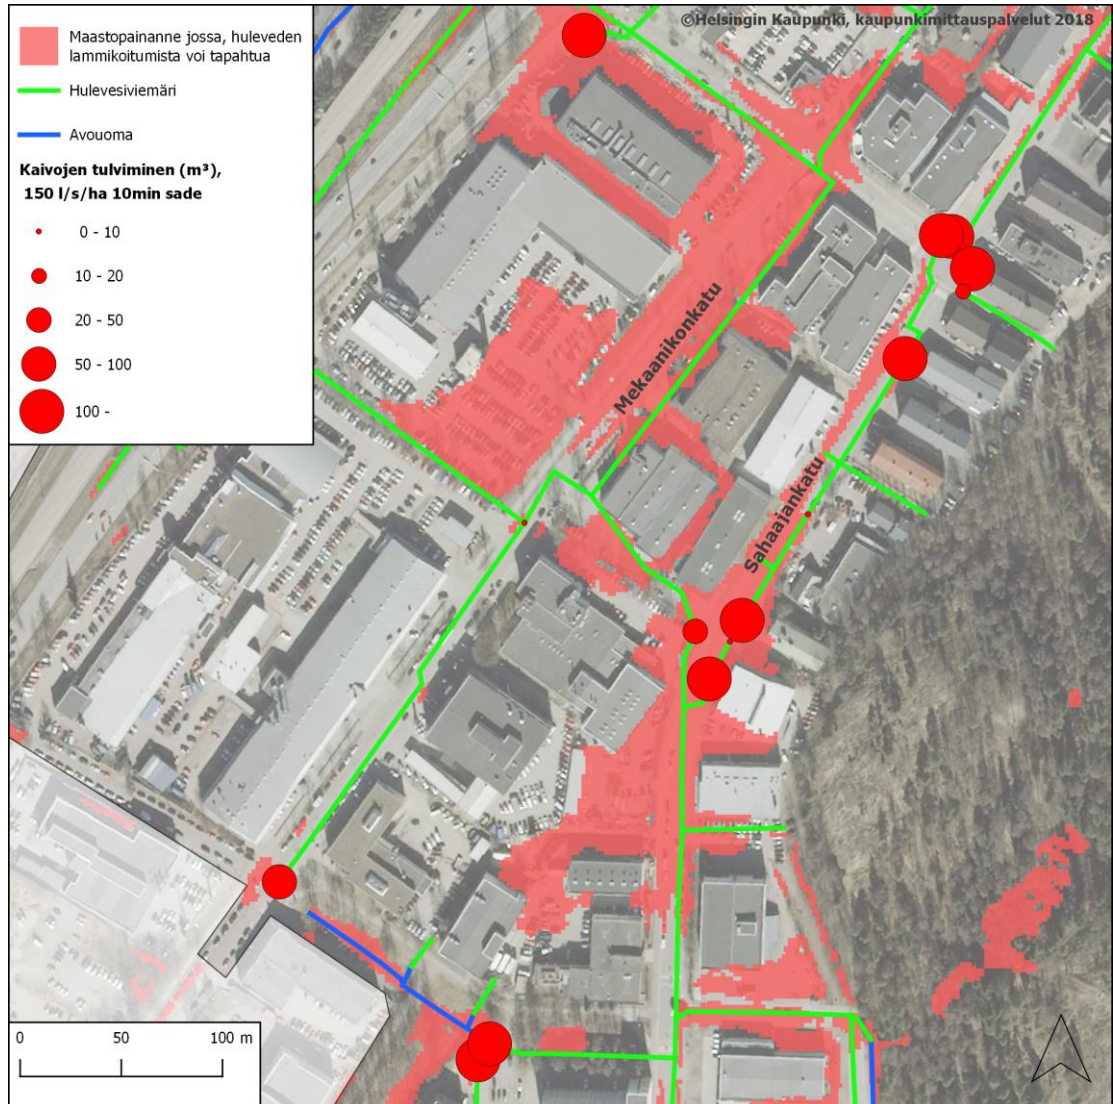 ©Helsingin Kaupunki, kaupunkimittauspalvelut 2018
Maastopainanne jossa, huleveden
lammikoitumista voi tapahtua
Hulevesiviemäri
Avouoma
Kaivojen tulviminen (m³),
150 l/s/ha 10min sade
0 - 10
10 - 20
20 - 50
50 - 100
100 -
Mekaanikonkatu
Sahaajankatu
0 50 100 m